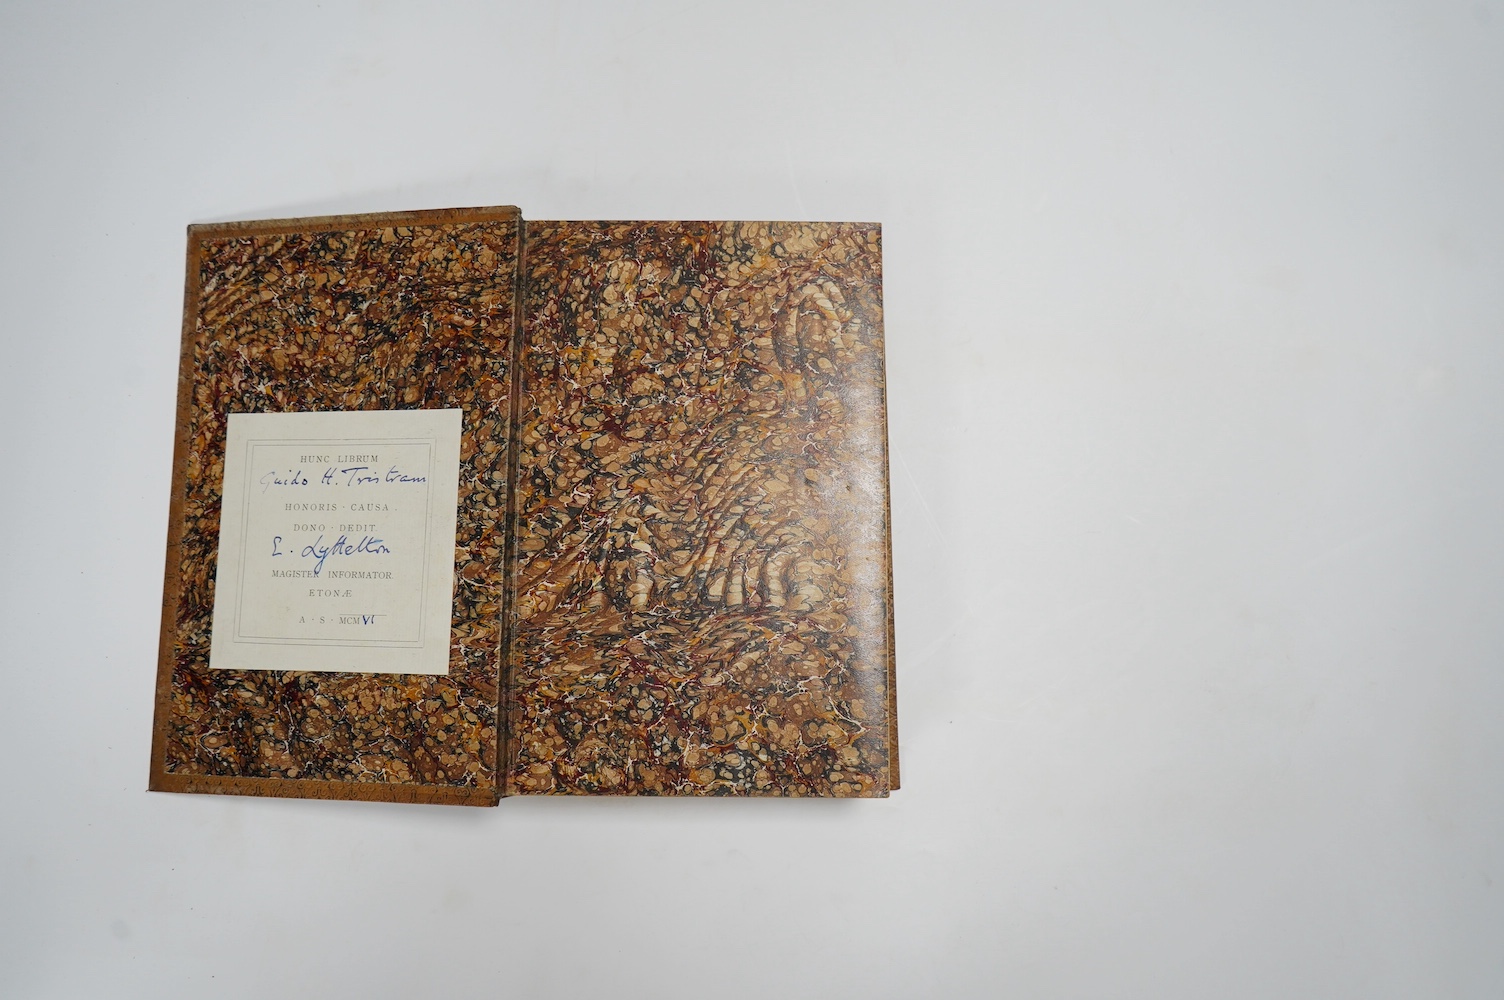 HUNC LIBRUM
Guido H. Tristram
HONORIS · CAUSA
DONO · DEDIT
E. Lyttelton
MAGISTER INFORMATOR
ETONÆ
A · S · MCMVI